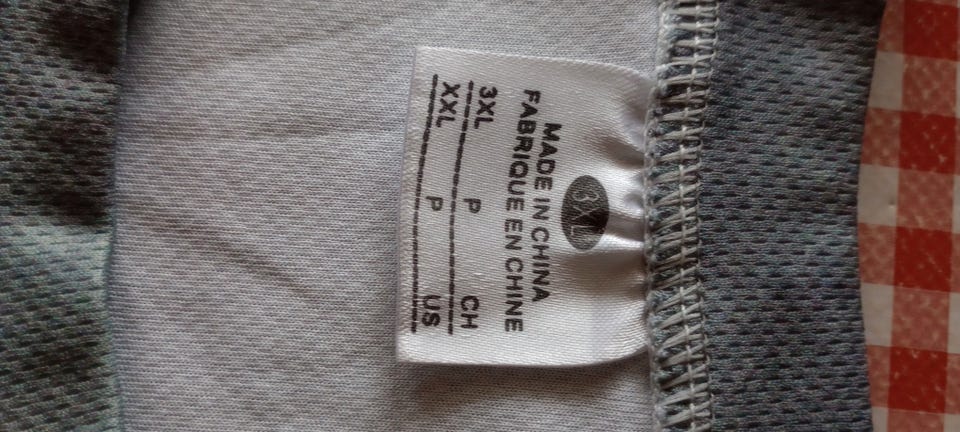 3XL
MADE IN CHINA
FABRIQUE EN CHINE
3XL P CH
XXL P US